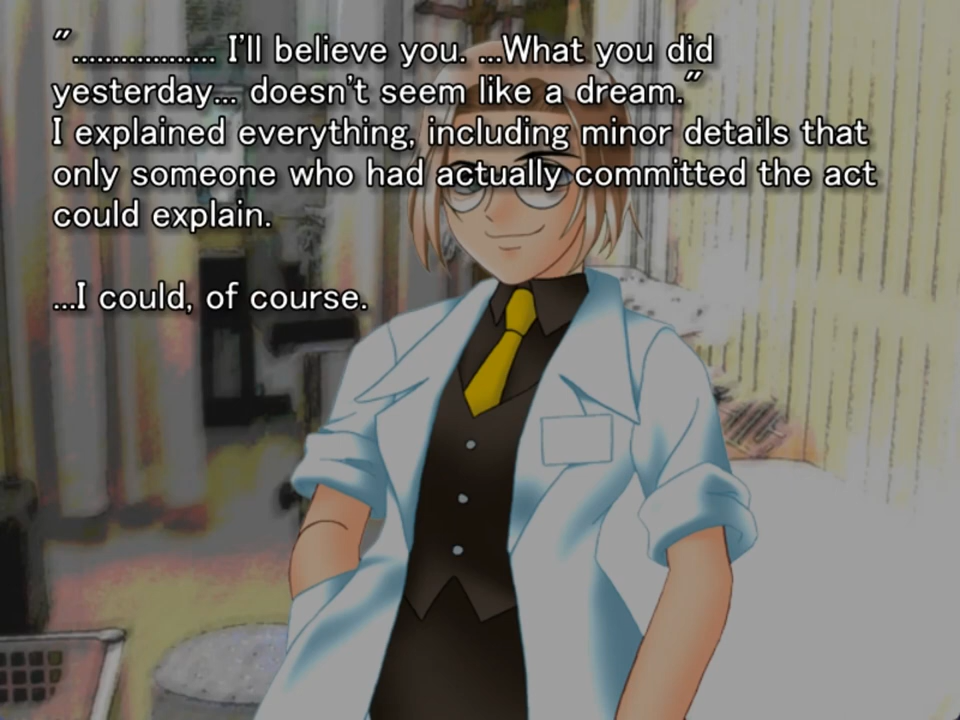 ".................. I'll believe you. ...What you did
yesterday... doesn't seem like a dream."
I explained everything, including minor details that
only someone who had actually committed the act
could explain.
...I could, of course.